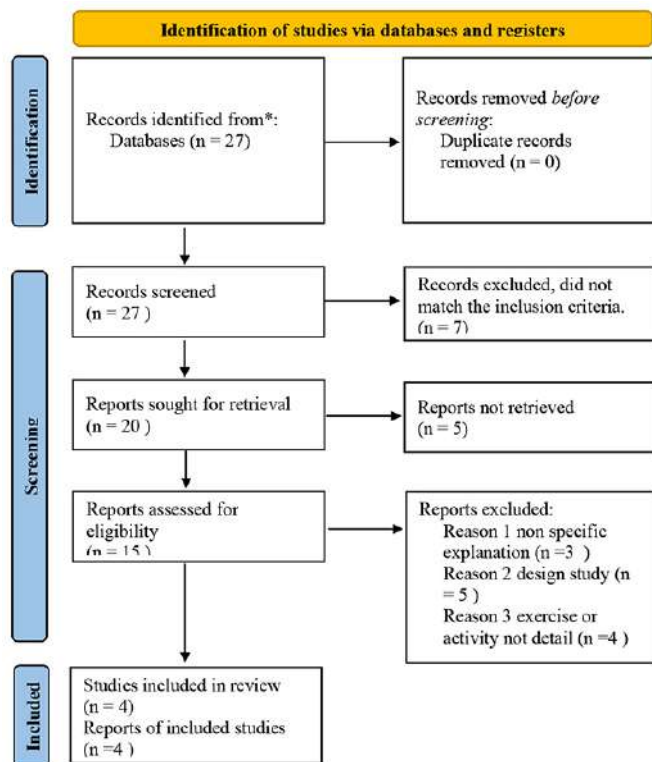 Identification of studies via databases and registers
Identification
Records identified from*:
Databases (n = 27)
Records removed before
screening:
Duplicate records
removed (n = 0)
Screening
Records screened
(n = 27 )
Records excluded, did not
match the inclusion criteria.
(n = 7)
Reports sought for retrieval
(n = 20 )
Reports not retrieved
(n = 5)
Reports assessed for
eligibility
(n = 15 )
Reports excluded:
Reason 1 non specific
explanation (n =3 )
Reason 2 design study (n
= 5 )
Reason 3 exercise or
activity not detail (n =4 )
Included
Studies included in review
(n = 4)
Reports of included studies
(n =4 )